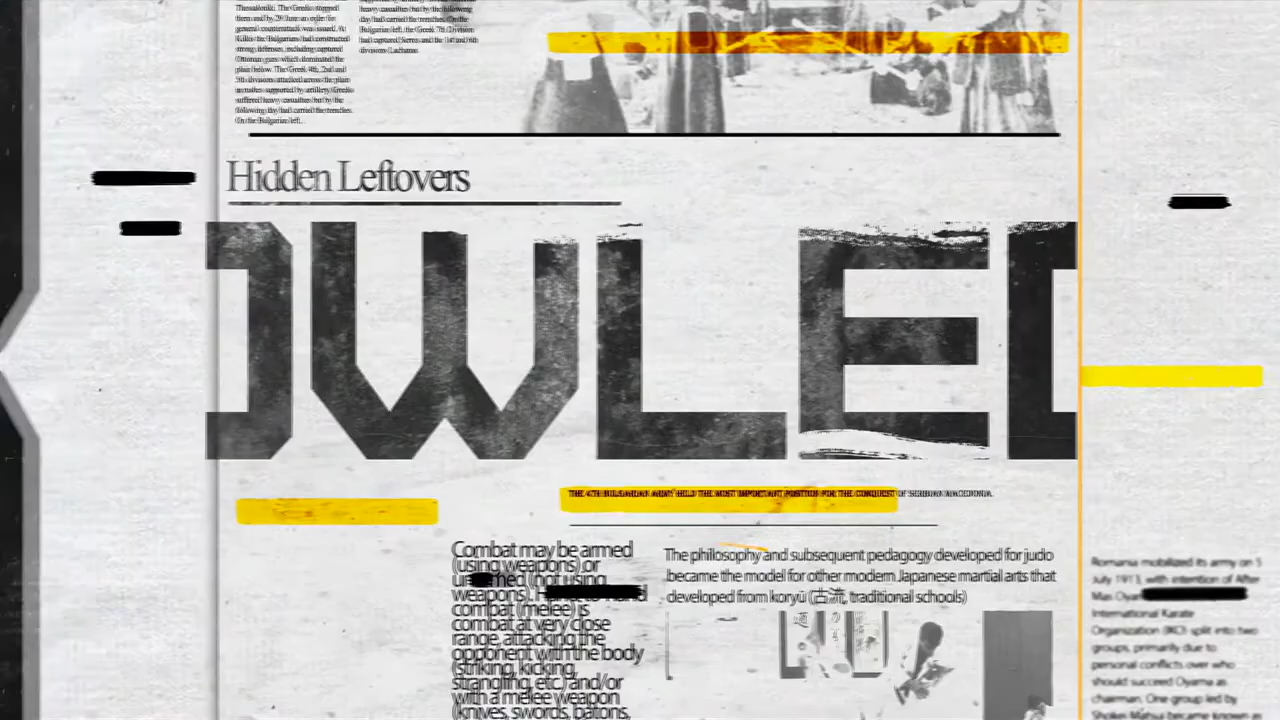 Thessaloniki. The Greeks stopped
them and by 29 June an order for
general counterattack was issued. At
Kilkis the Bulgarians had constructed
strong defenses, including captured
Ottoman guns which dominated the
plain below. The Greek 4th, 2nd and
5th divisions attacked across the plain
in rushes supported by artillery. Greeks
suffered heavy casualties but by the
following day had carried the trenches.
On the Bulgarian left,
day had carried the trenches. On the
Bulgarian left, the Greek 7th Division
had captured Serres and the 1st and 6th
divisions Lachanas.
Hidden Leftovers
OWLED
THE 4TH BULGARIAN ARMY HELD THE MOST IMPORTANT POSITION FOR THE CONQUEST OF SERBIAN MACEDONIA.
Combat may be armed
(using weapons) or
(not using
weapons).
combat (melee) is
combat at very close
range, attacking the
opponent with the body
(striking, kicking,
strangling, etc.) and/or
with a melee weapon
(knives, swords, batons,
The philosophy and subsequent pedagogy developed for judo
became the model for other modern Japanese martial arts that
developed from koryū (古流, traditional schools)
Romania mobilized its army on 5
July 1913, with intention of After
Mas
International Karate
Organization (IKO) split into two
groups, primarily due to
personal conflicts over who
should succeed Oyama as
chairman. One group led by
Shokei Matsui became known as